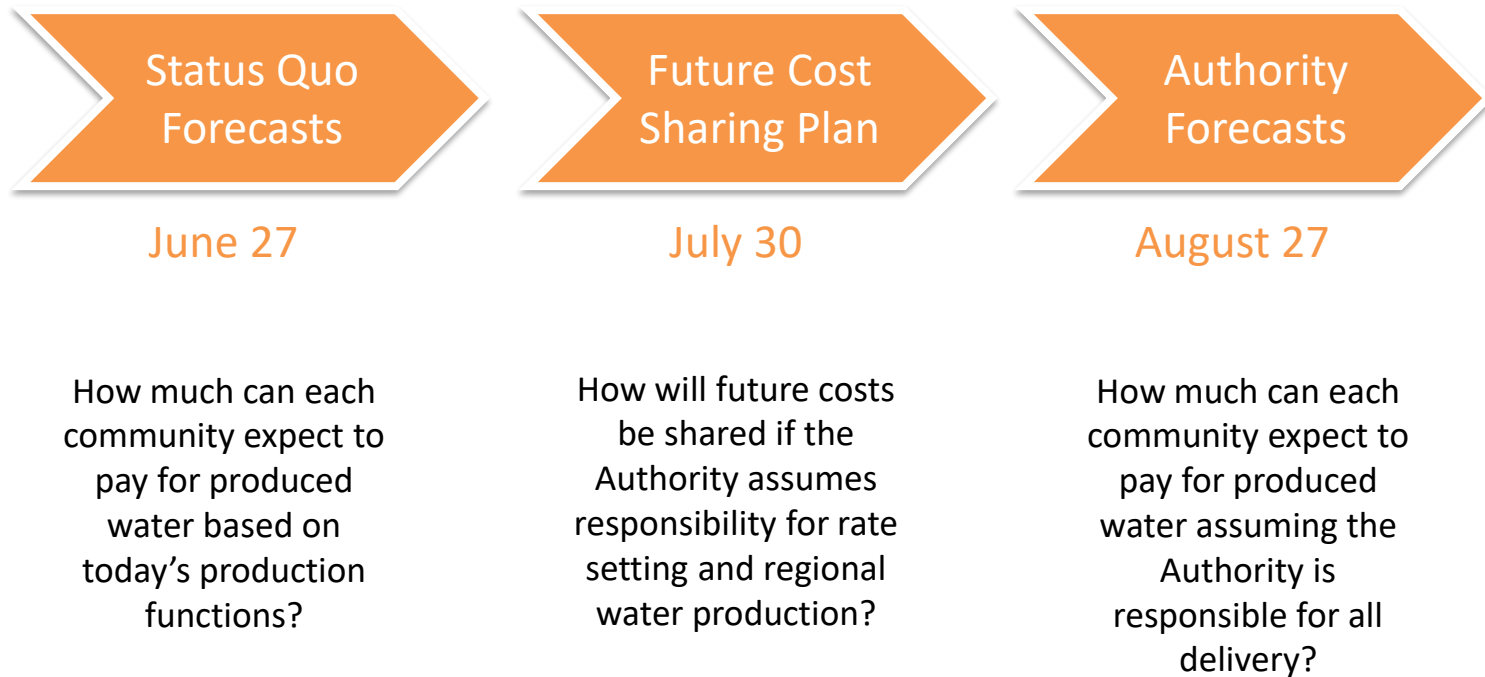 Status Quo
Forecasts
Future Cost
Sharing Plan
Authority
Forecasts
June 27
July 30
August 27
How much can each
community expect to
pay for produced
water based on
today’s production
functions?
How will future costs
be shared if the
Authority assumes
responsibility for rate
setting and regional
water production?
How much can each
community expect to
pay for produced
water assuming the
Authority is
responsible for all
delivery?